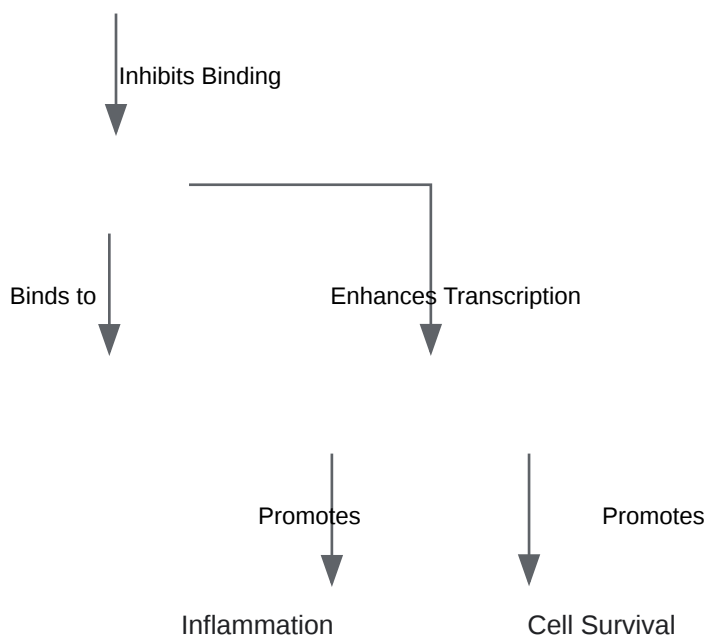 Inhibits Binding
Binds to
Enhances Transcription
Promotes
Promotes
Inflammation
Cell Survival